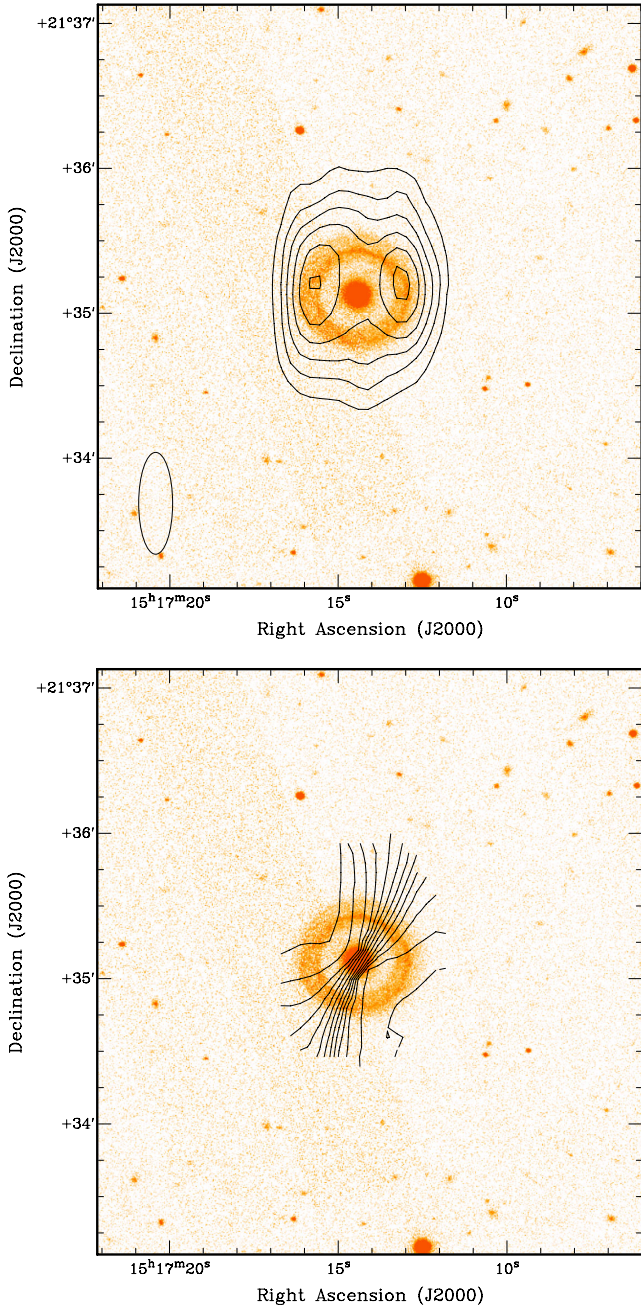 +21°37′
+36′
+35′
+34′
Declination (J2000)
15ʰ17ᵐ20ˢ
15ˢ
10ˢ
Right Ascension (J2000)
+21°37′
+36′
+35′
+34′
Declination (J2000)
15ʰ17ᵐ20ˢ
15ˢ
10ˢ
Right Ascension (J2000)